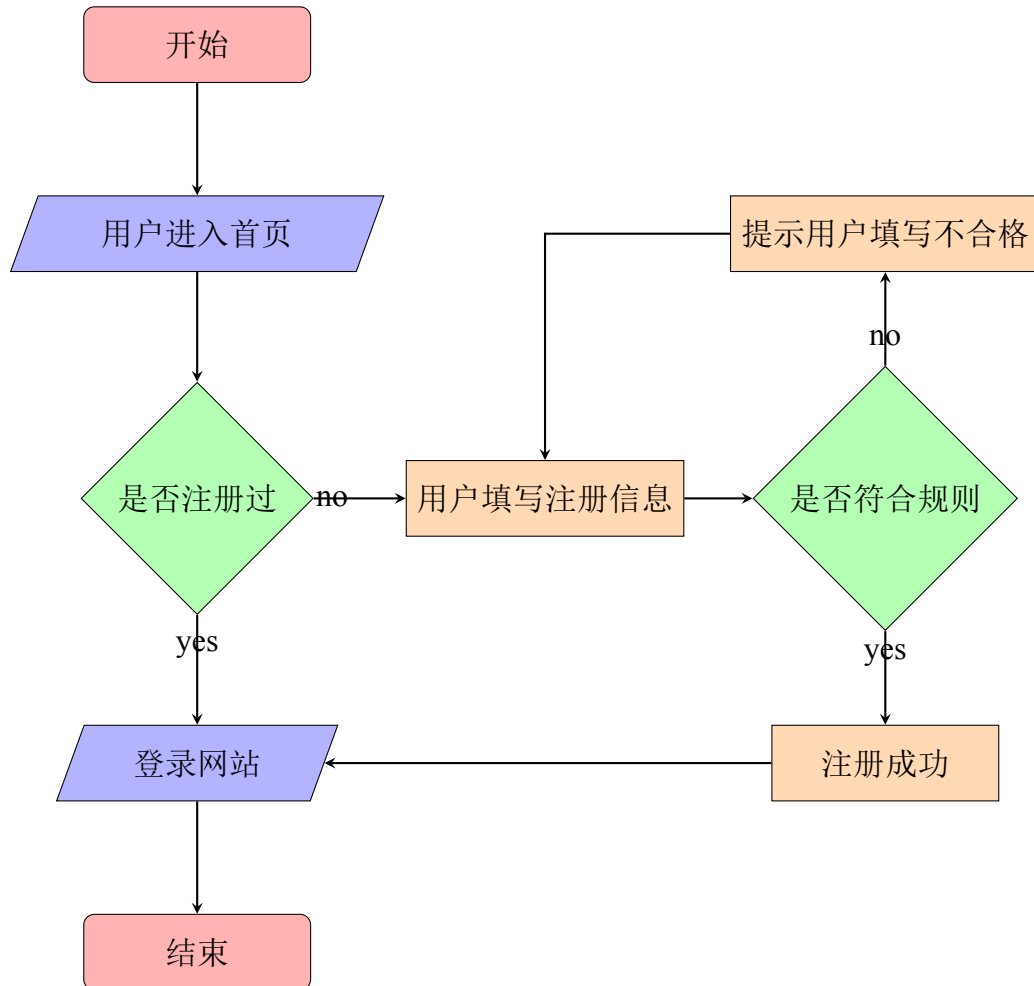 开始
用户进入首页
提示用户填写不合格
no
是否注册过
no
用户填写注册信息
是否符合规则
yes
yes
登录网站
注册成功
结束